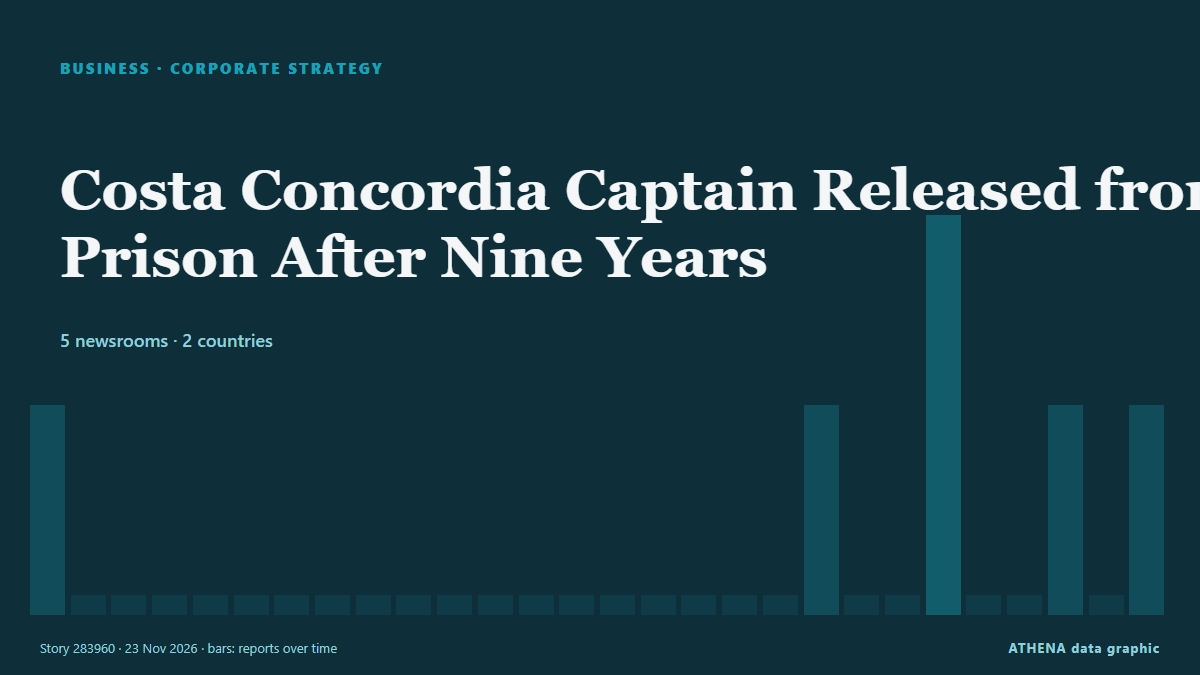 BUSINESS · CORPORATE STRATEGY
Costa Concordia Captain Released
Prison After Nine Years
5 newsrooms · 2 countries
Story 283960 · 23 Nov 2026 · bars: reports over time
ATHENA data graphic